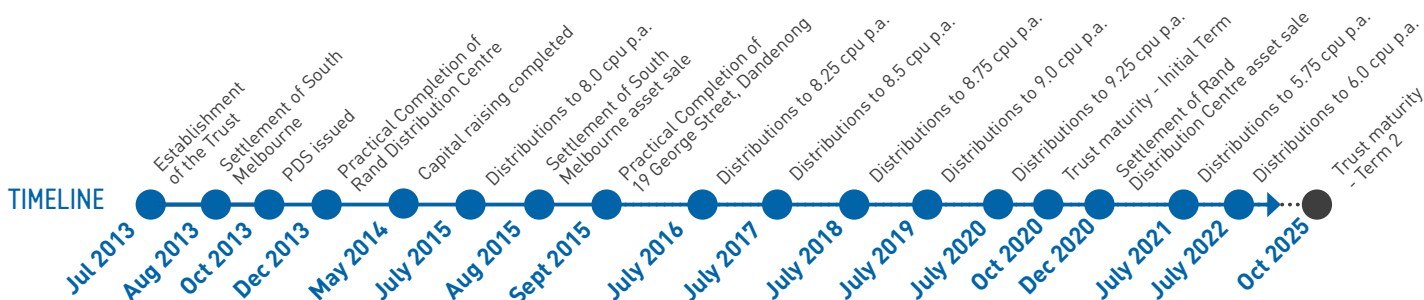 TIMELINE
Establishment
of the Trust
Settlement of South
Melbourne
PDS issued
Practical Completion of
Rand Distribution Centre
Capital raising completed
Distributions to 8.0 cpu p.a.
Settlement of South
Melbourne asset sale
Practical Completion of
19 George Street, Dandenong
Distributions to 8.25 cpu p.a.
Distributions to 8.5 cpu p.a.
Distributions to 8.75 cpu p.a.
Distributions to 9.0 cpu p.a.
Distributions to 9.25 cpu p.a.
Trust maturity - Initial Term
Settlement of Rand
Distribution Centre asset sale
Distributions to 5.75 cpu p.a.
Distributions to 6.0 cpu p.a.
Trust maturity
- Term 2
Jul 2013
Aug 2013
Oct 2013
Dec 2013
May 2014
July 2015
Aug 2015
Sept 2015
July 2016
July 2017
July 2018
July 2019
July 2020
Oct 2020
Dec 2020
July 2021
July 2022
Oct 2025